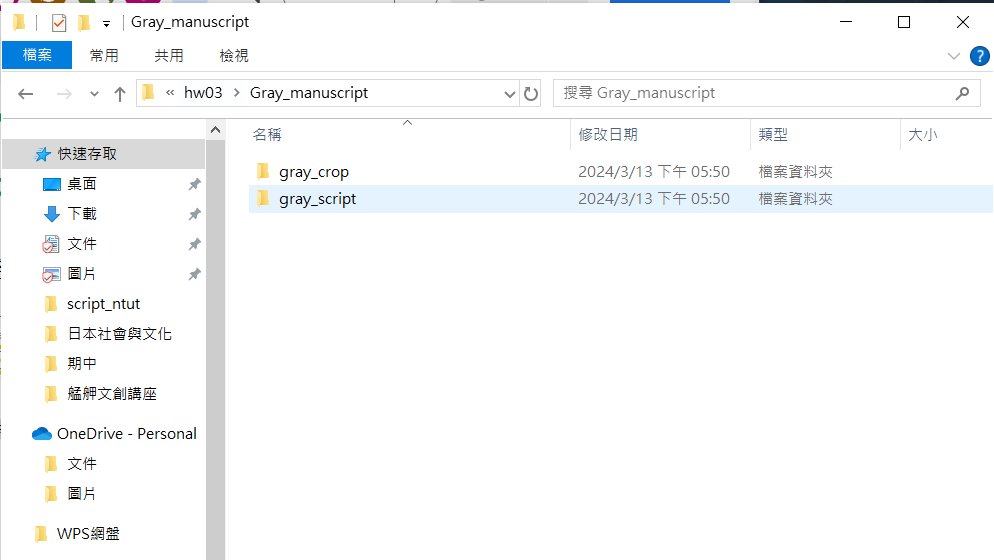 Gray_manuscript
檔案 常用 共用 檢視
« hw03 > Gray_manuscript 搜尋 Gray_manuscript
名稱 修改日期 類型 大小
gray_crop 2024/3/13 下午 05:50 檔案資料夾
gray_script 2024/3/13 下午 05:50 檔案資料夾
快速存取
桌面
下載
文件
圖片
script_ntut
日本社會與文化
期中
艋舺文創講座
OneDrive - Personal
文件
圖片
WPS網盤